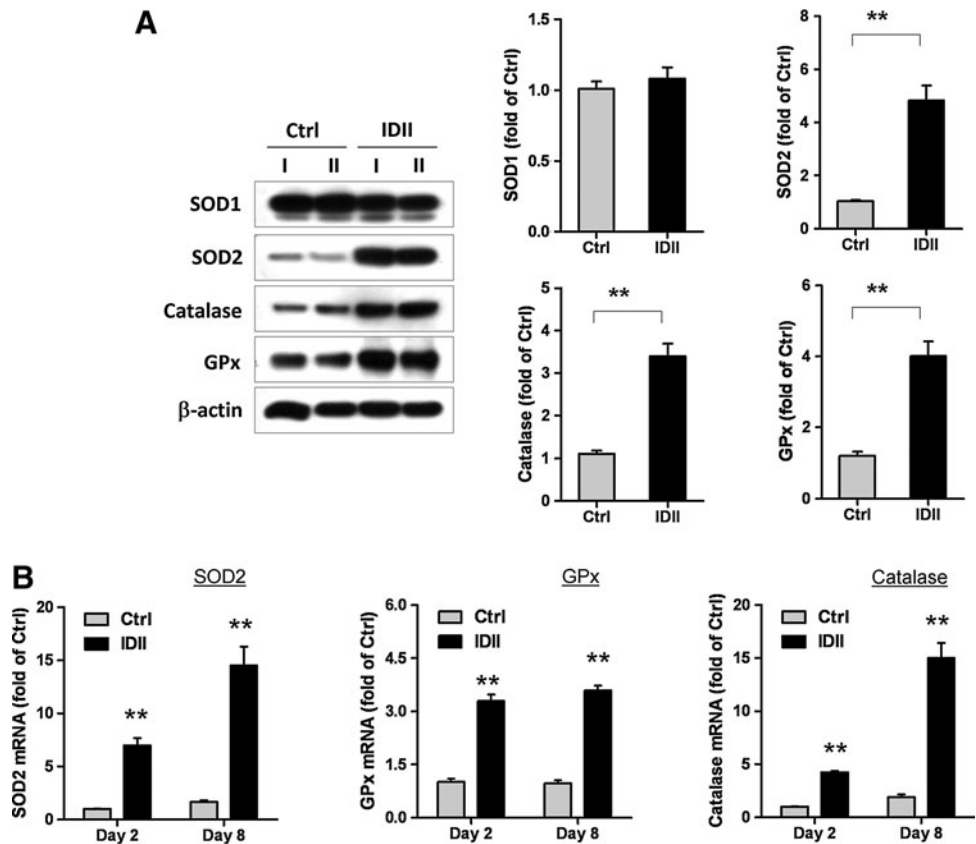 A
Ctrl IDII
I II I II
SOD1
SOD2
Catalase
GPx
β-actin
SOD1 (fold of Ctrl)
1.5
1.0
0.5
0.0
Ctrl IDII
SOD2 (fold of Ctrl)
8
6
4
2
0
**
Ctrl IDII
Catalase (fold of Ctrl)
5
4
3
2
1
0
**
Ctrl IDII
GPx (fold of Ctrl)
6
4
2
0
**
Ctrl IDII
B
SOD2
SOD2 mRNA (fold of Ctrl)
20
15
10
5
0
Ctrl
IDII
**
**
Day 2 Day 8
GPx
GPx mRNA (fold of Ctrl)
6.0
4.5
3.0
1.5
0.0
Ctrl
IDII
**
**
Day 2 Day 8
Catalase
Catalase mRNA (fold of Ctrl)
20
15
10
5
0
Ctrl
IDII
**
**
Day 2 Day 8